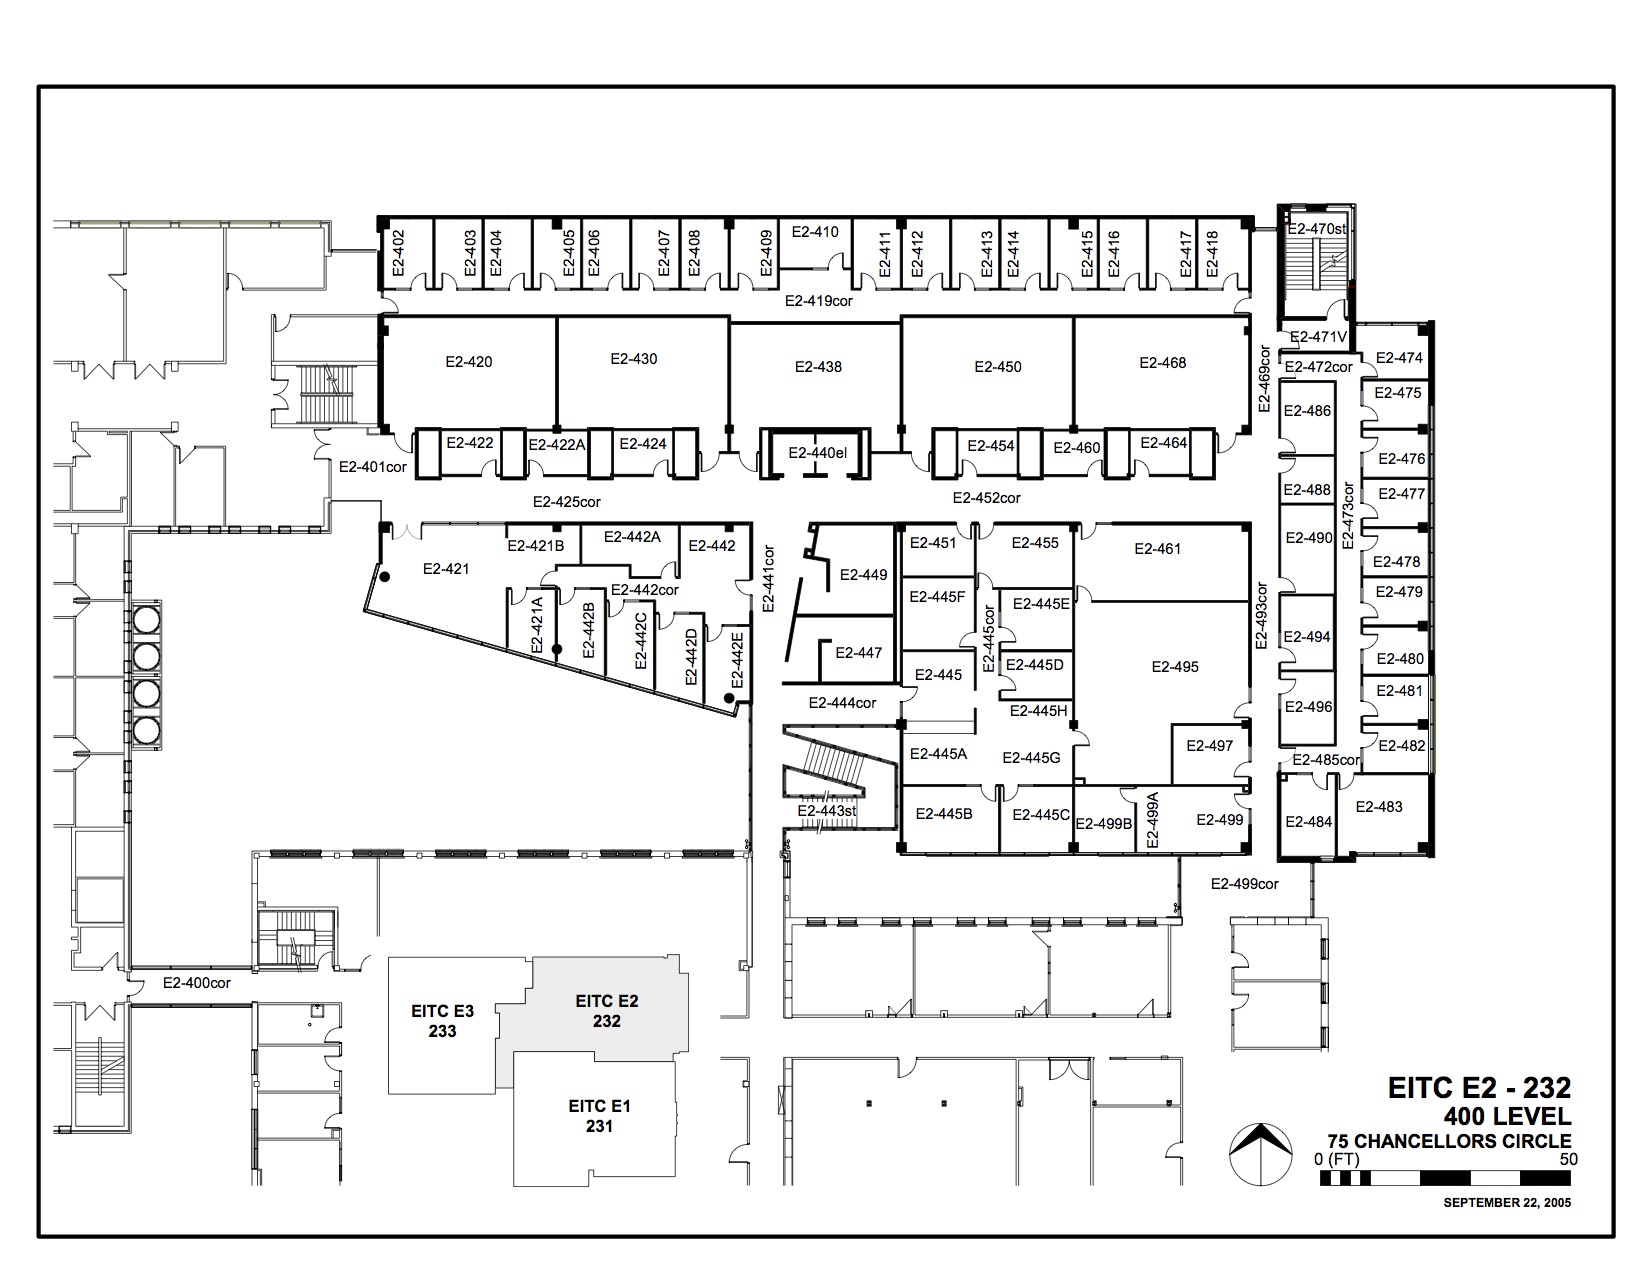 E2-402
E2-403
E2-404
E2-405
E2-406
E2-407
E2-408
E2-409
E2-410
E2-411
E2-412
E2-413
E2-414
E2-415
E2-416
E2-417
E2-418
E2-470st
E2-419cor
E2-471V
E2-420
E2-430
E2-438
E2-450
E2-468
E2-469cor
E2-472cor
E2-474
E2-475
E2-486
E2-422
E2-422A
E2-424
E2-440el
E2-454
E2-460
E2-464
E2-401cor
E2-476
E2-488
E2-477
E2-425cor
E2-452cor
E2-473cor
E2-421B
E2-442A
E2-442
E2-451
E2-455
E2-461
E2-490
E2-478
E2-421
E2-441cor
E2-449
E2-442cor
E2-445F
E2-445E
E2-479
E2-421A
E2-442B
E2-442C
E2-442D
E2-442E
E2-447
E2-445cor
E2-493cor
E2-494
E2-480
E2-445
E2-445D
E2-495
E2-481
E2-444cor
E2-445H
E2-496
E2-445A
E2-445G
E2-497
E2-482
E2-485cor
E2-443st
E2-445B
E2-445C
E2-499B
E2-499A
E2-499
E2-484
E2-483
E2-499cor
E2-400cor
EITC E3
233
EITC E2
232
EITC E1
231
EITC E2 - 232
400 LEVEL
75 CHANCELLORS CIRCLE
0 (FT) 50
SEPTEMBER 22, 2005